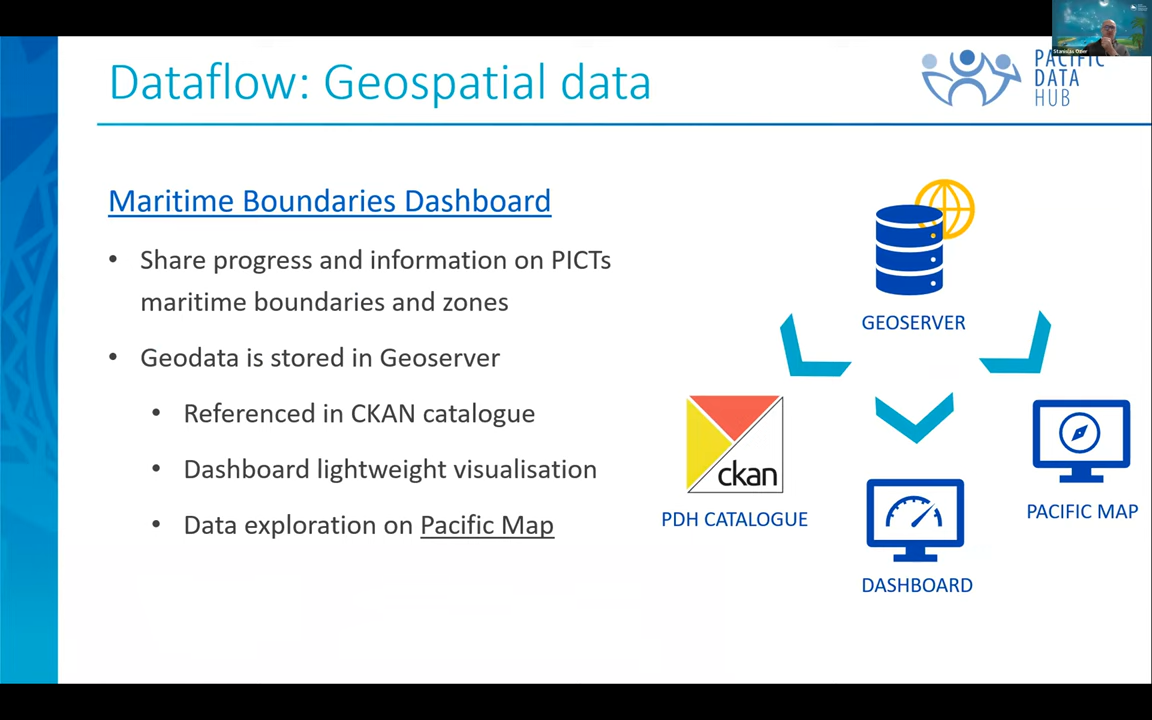 Stanislas Ozier
Dataflow: Geospatial data
PACIFIC
DATA
HUB
Maritime Boundaries Dashboard
• Share progress and information on PICTs
maritime boundaries and zones
• Geodata is stored in Geoserver
• Referenced in CKAN catalogue
• Dashboard lightweight visualisation
• Data exploration on Pacific Map
GEOSERVER
ckan
PDH CATALOGUE
DASHBOARD
PACIFIC MAP